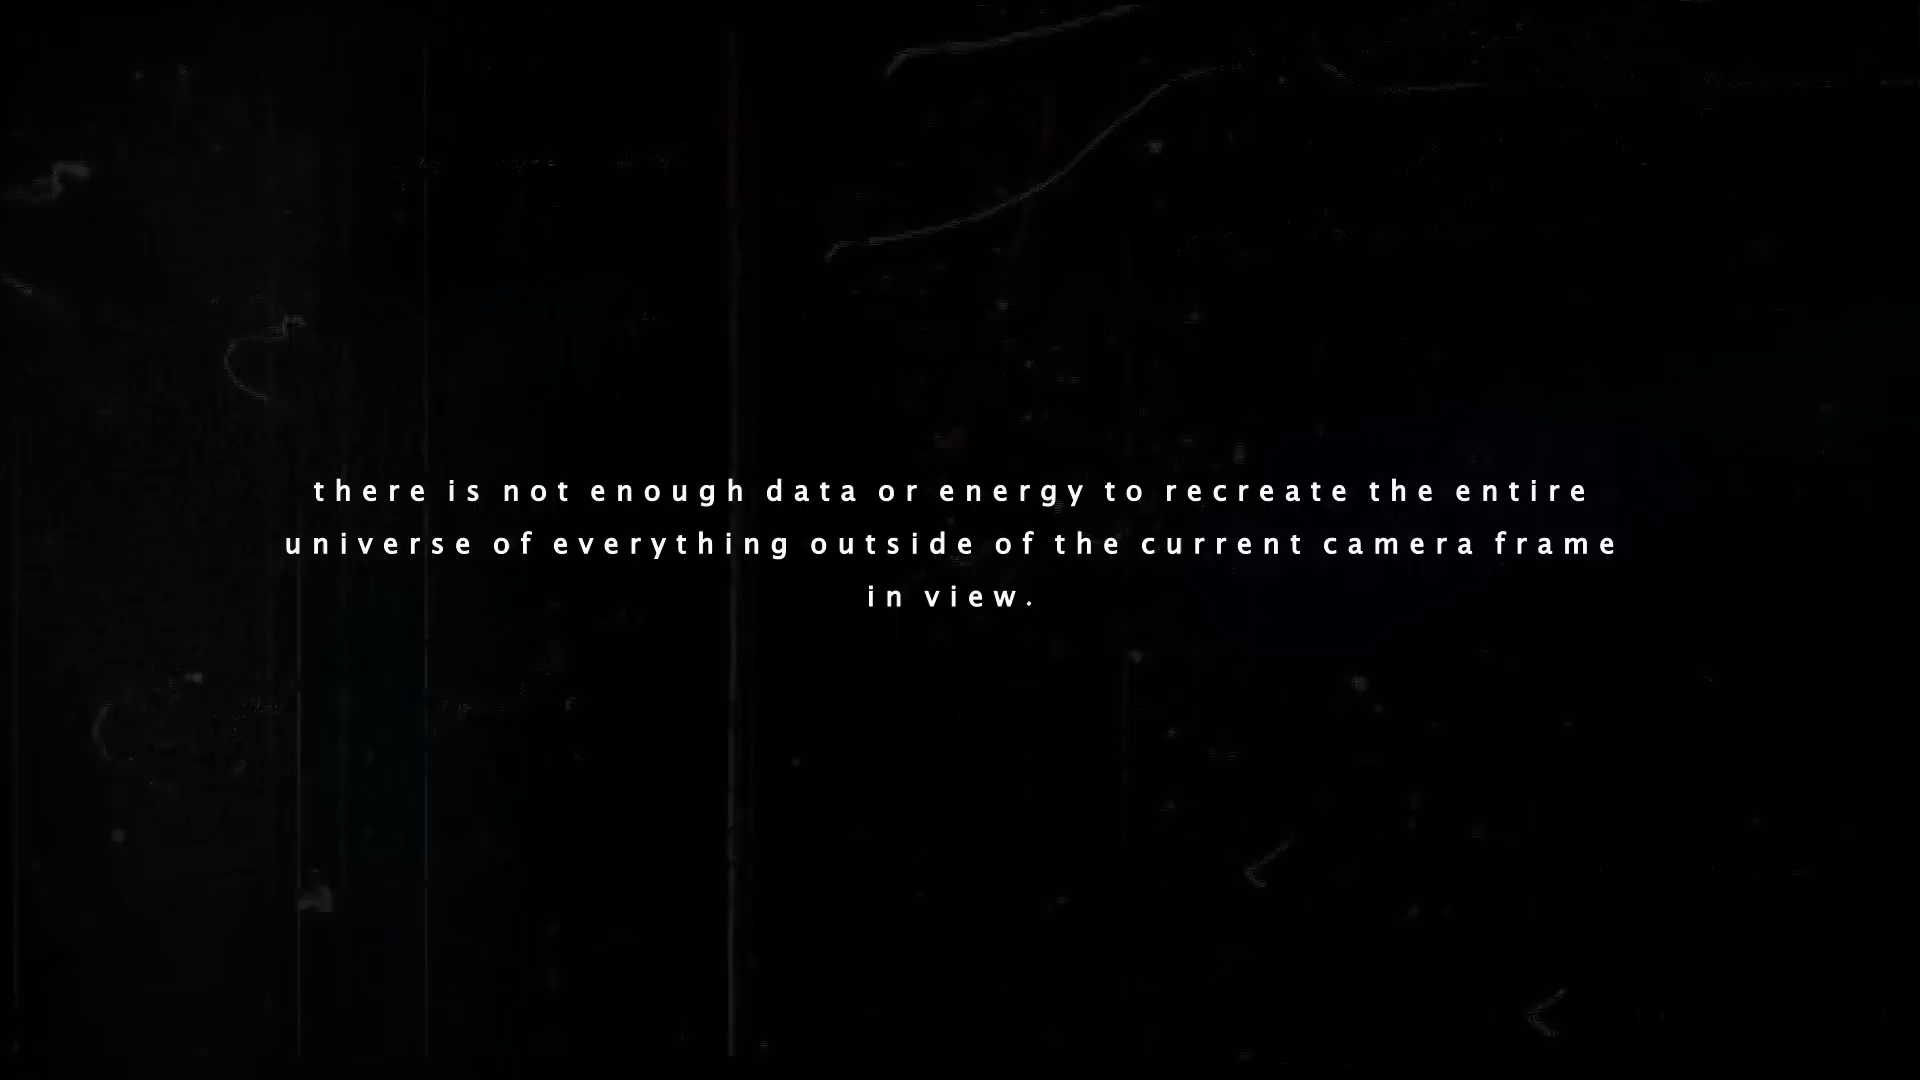 there is not enough data or energy to recreate the entire
universe of everything outside of the current camera frame
in view.